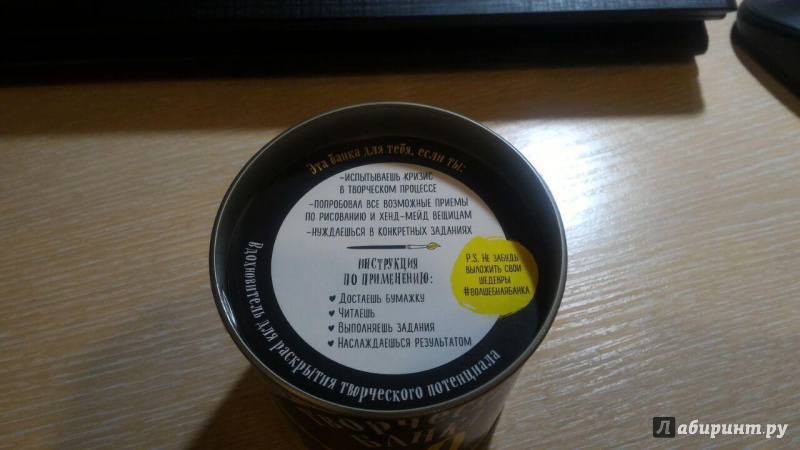 Эта банка для тебя, если ты:
-испытываешь кризис
в творческом процессе
-попробовал все возможные приемы
по рисованию и хенд-мейд вещицам
-нуждаешься в конкретных заданиях
Инструкция
по применению:
♥ Достаешь бумажку
♥ Читаешь
♥ Выполняешь задания
♥ Наслаждаешься результатом
P.S. Не забудь
выложить свои
шедевры
#волшебнаябанка
Вдохновитель для раскрытия творческого потенциала
Лабиринт.ру